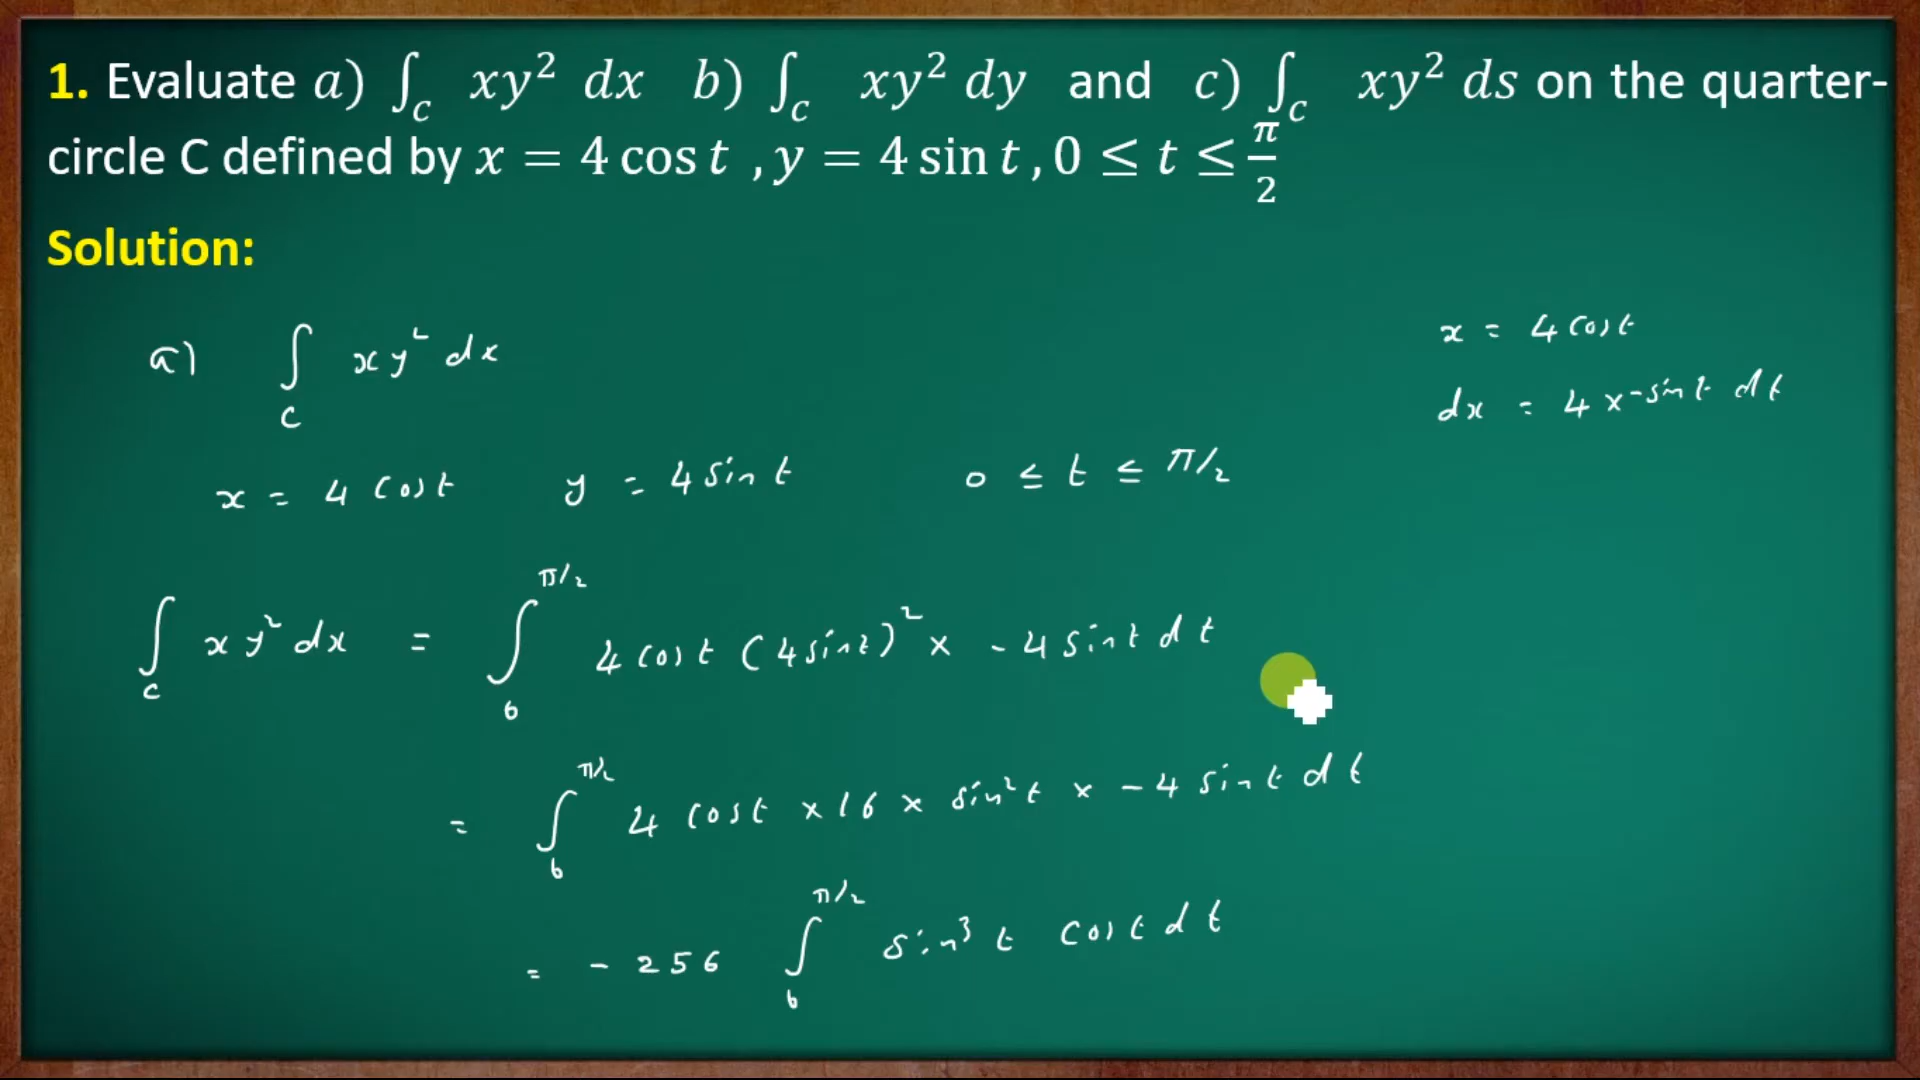 1. Evaluate a) ∫_C xy² dx b) ∫_C xy² dy and c) ∫_C xy² ds on the quarter-
circle C defined by x = 4 cos t , y = 4 sin t , 0 ≤ t ≤ π/2
Solution:
a) ∫_C xy² dx
x = 4 cos t
dx = 4 x -sin t dt
x = 4 cos t y = 4 sin t 0 ≤ t ≤ π/2
∫_C xy² dx = ∫_0^{π/2} 4 cos t (4 sin t)² x - 4 sin t dt
= ∫_0^{π/2} 4 cos t x 16 x sin² t x - 4 sin t dt
= - 256 ∫_0^{π/2} sin³ t cos t dt